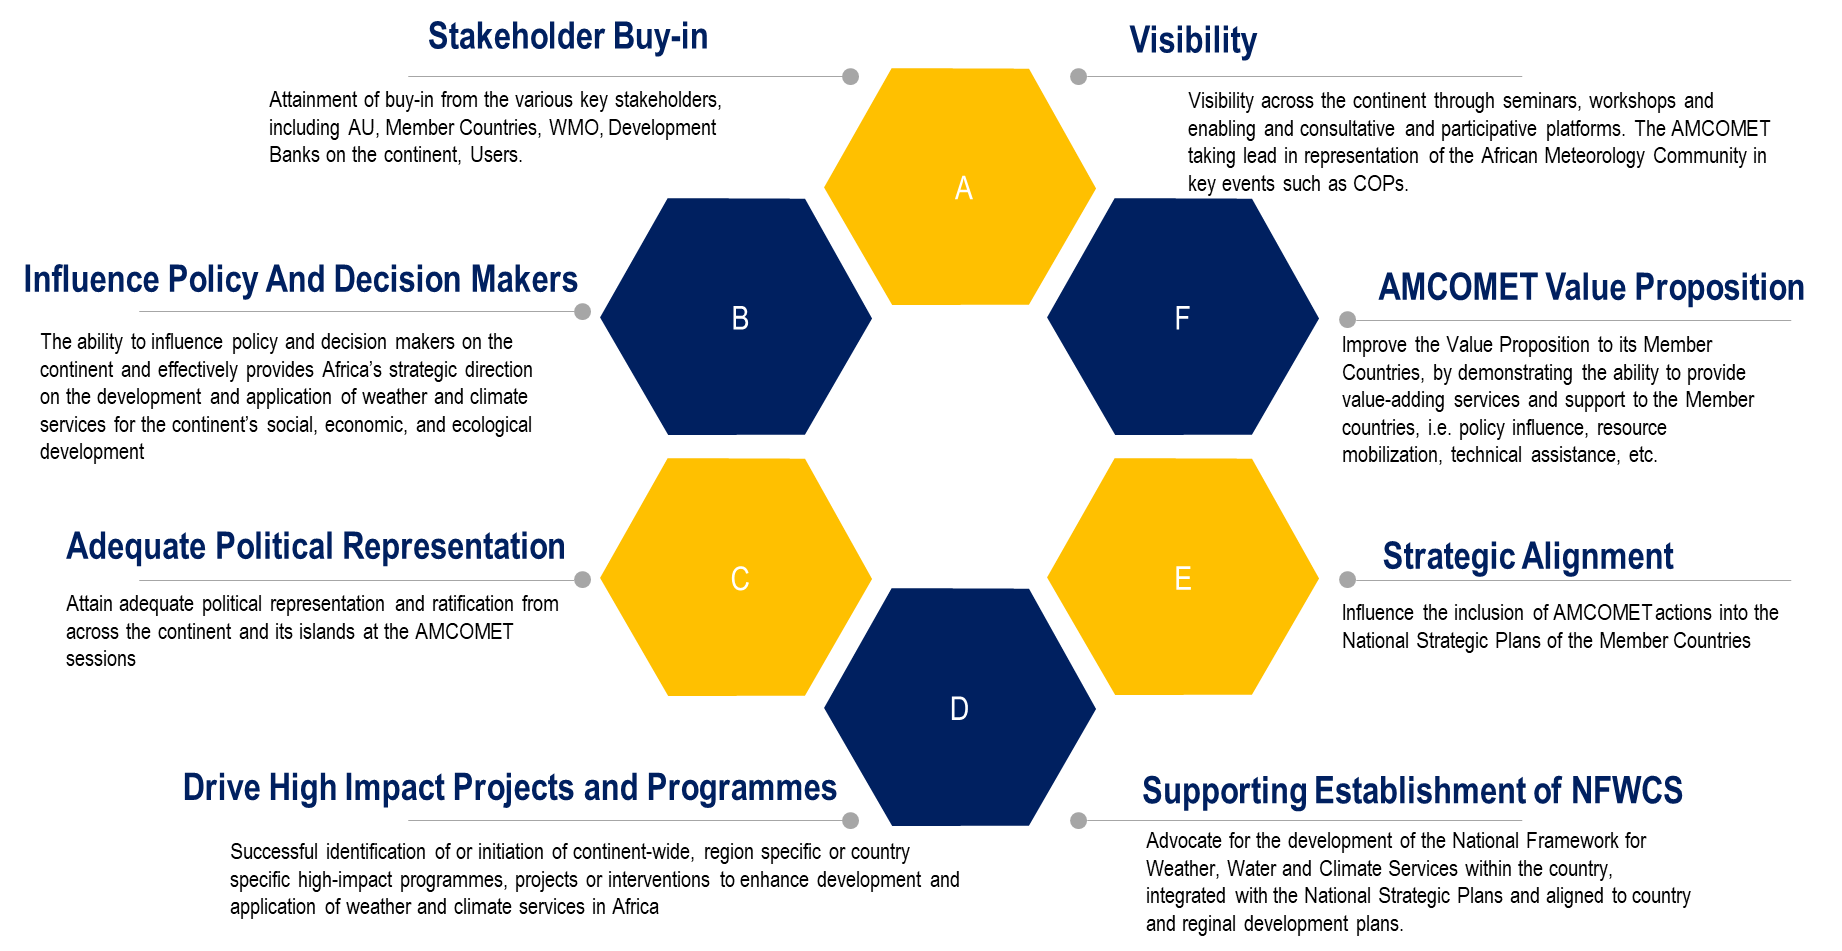 Stakeholder Buy-in
Attainment of buy-in from the various key stakeholders,
including AU, Member Countries, WMO, Development
Banks on the continent, Users.
Visibility
Visibility across the continent through seminars, workshops and
enabling and consultative and participative platforms. The AMCOMET
taking lead in representation of the African Meteorology Community in
key events such as COPs.
A
Influence Policy And Decision Makers
The ability to influence policy and decision makers on the
continent and effectively provides Africa's strategic direction
on the development and application of weather and climate
services for the continent's social, economic, and ecological
development
B
F
AMCOMET Value Proposition
Improve the Value Proposition to its Member
Countries, by demonstrating the ability to provide
value-adding services and support to the Member
countries, i.e. policy influence, resource
mobilization, technical assistance, etc.
Adequate Political Representation
Attain adequate political representation and ratification from
across the continent and its islands at the AMCOMET
sessions
C
E
Strategic Alignment
Influence the inclusion of AMCOMET actions into the
National Strategic Plans of the Member Countries
D
Drive High Impact Projects and Programmes
Successful identification of or initiation of continent-wide, region specific or country
specific high-impact programmes, projects or interventions to enhance development and
application of weather and climate services in Africa
Supporting Establishment of NFWCS
Advocate for the development of the National Framework for
Weather, Water and Climate Services within the country,
integrated with the National Strategic Plans and aligned to country
and reginal development plans.